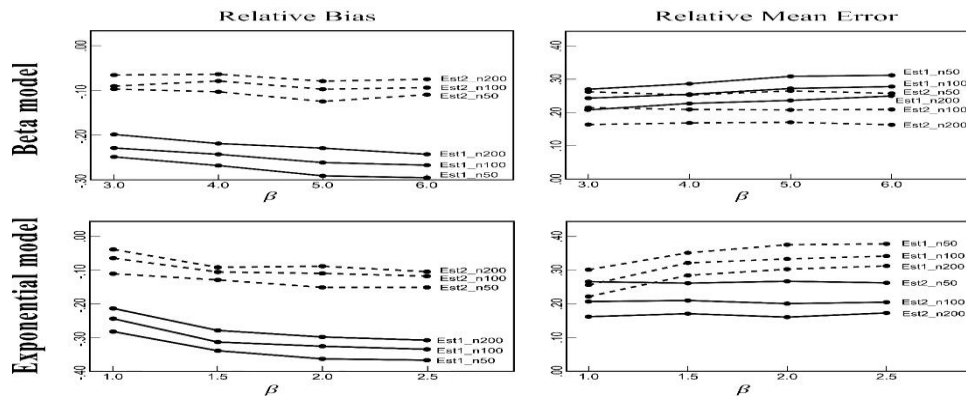 Relative Bias
Relative Mean Error
Beta model
.00
-.10
-.20
-.30
3.0 4.0 5.0 6.0
β
Est2_n200
Est2_n100
Est2_n50
Est1_n200
Est1_n100
Est1_n50
.40
.30
.20
.10
.00
3.0 4.0 5.0 6.0
β
Est1_n50
Est1_n100
Est2_n50
Est1_n200
Est2_n100
Est2_n200
Exponential model
.00
-.10
-.20
-.30
-.40
1.0 1.5 2.0 2.5
β
Est2_n200
Est2_n100
Est2_n50
Est1_n200
Est1_n100
Est1_n50
.40
.30
.20
.10
.00
1.0 1.5 2.0 2.5
β
Est1_n50
Est1_n100
Est1_n200
Est2_n50
Est2_n100
Est2_n200